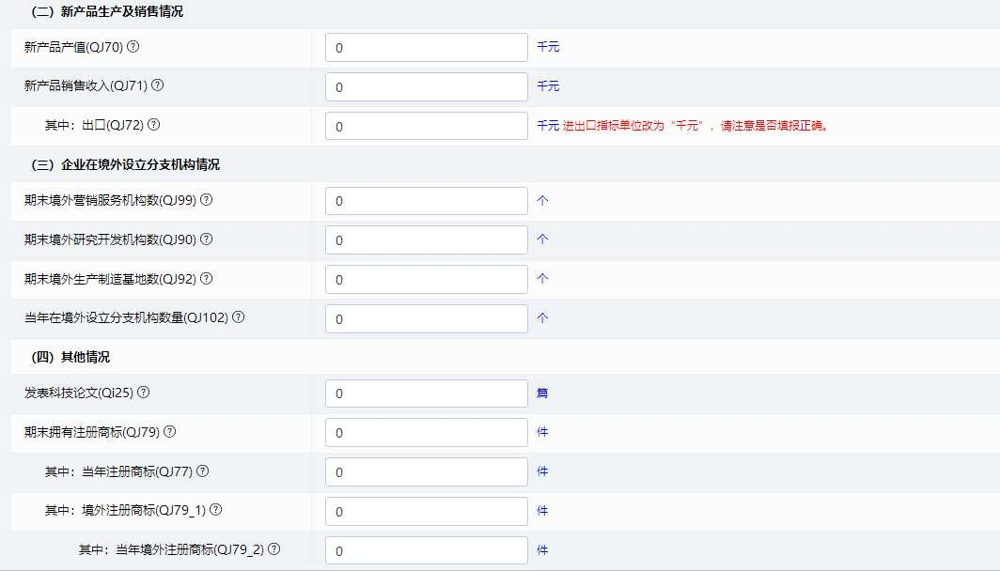 （二）新产品生产及销售情况
新产品产值(QJ70) ? 0 千元
新产品销售收入(QJ71) ? 0 千元
其中：出口(QJ72) ? 0 千元 进出口指标单位改为“千元”，请注意是否填报正确。
（三）企业在境外设立分支机构情况
期末境外营销服务机构数(QJ99) ? 0 个
期末境外研究开发机构数(QJ90) ? 0 个
期末境外生产制造基地数(QJ92) ? 0 个
当年在境外设立分支机构数量(QJ102) ? 0 个
（四）其他情况
发表科技论文(Qi25) ? 0 篇
期末拥有注册商标(QJ79) ? 0 件
其中：当年注册商标(QJ77) ? 0 件
其中：境外注册商标(QJ79_1) ? 0 件
其中：当年境外注册商标(QJ79_2) ? 0 件